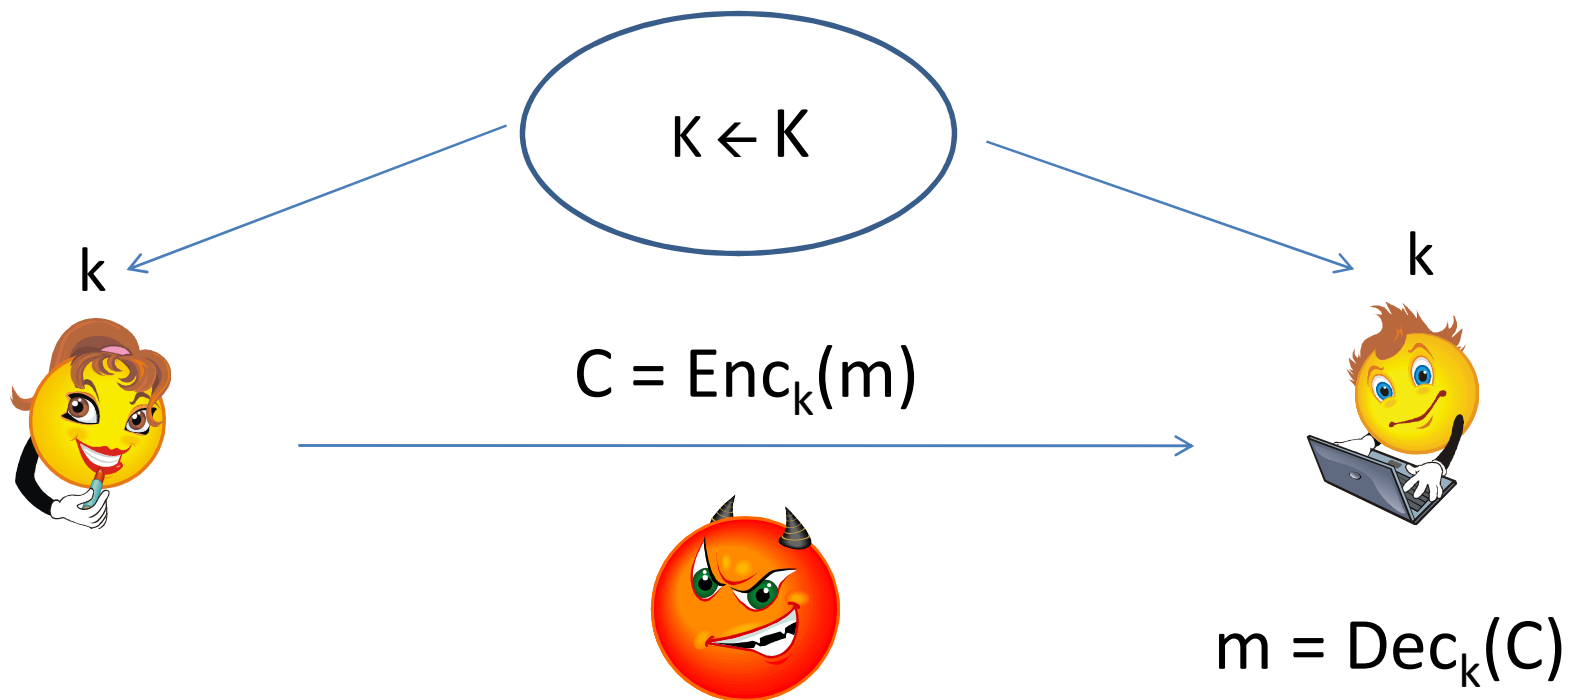 K ← K
k
k
C = Encₖ(m)
m = Decₖ(C)